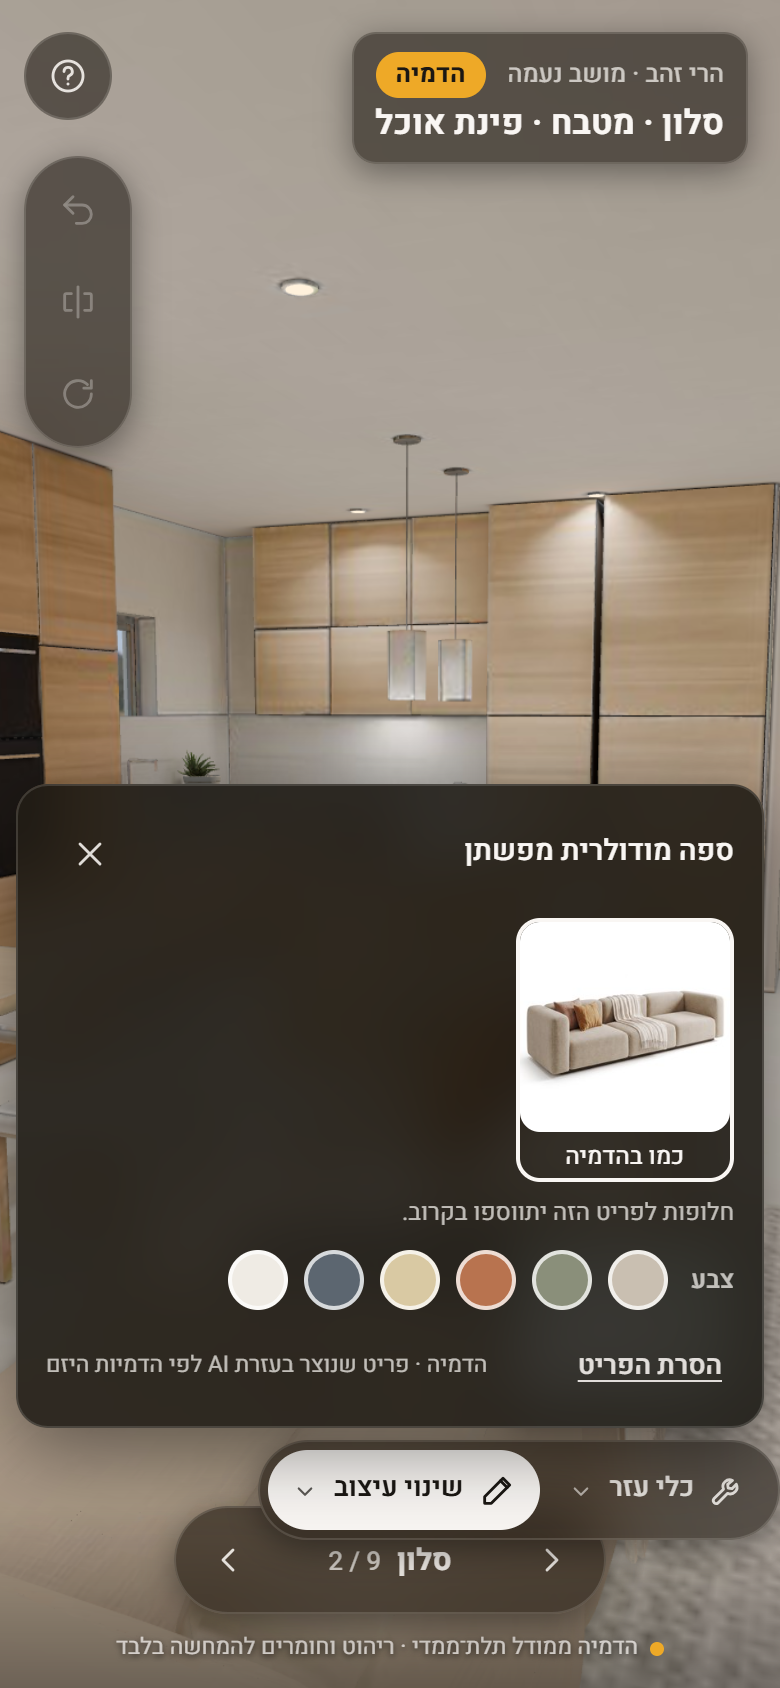 הרי זהב · מושב נעמה הדמיה
סלון · מטבח · פינת אוכל
ספה מודולרית מפשתן
כמו בהדמיה
חלופות לפריט הזה יתווספו בקרוב.
צבע
הסרת הפריט
הדמיה · פריט שנוצר בעזרת AI לפי הדמיות היזם
כלי עזר
שינוי עיצוב
סלון 2 / 9
הדמיה ממודל תלת־ממדי · ריהוט וחומרים להמחשה בלבד